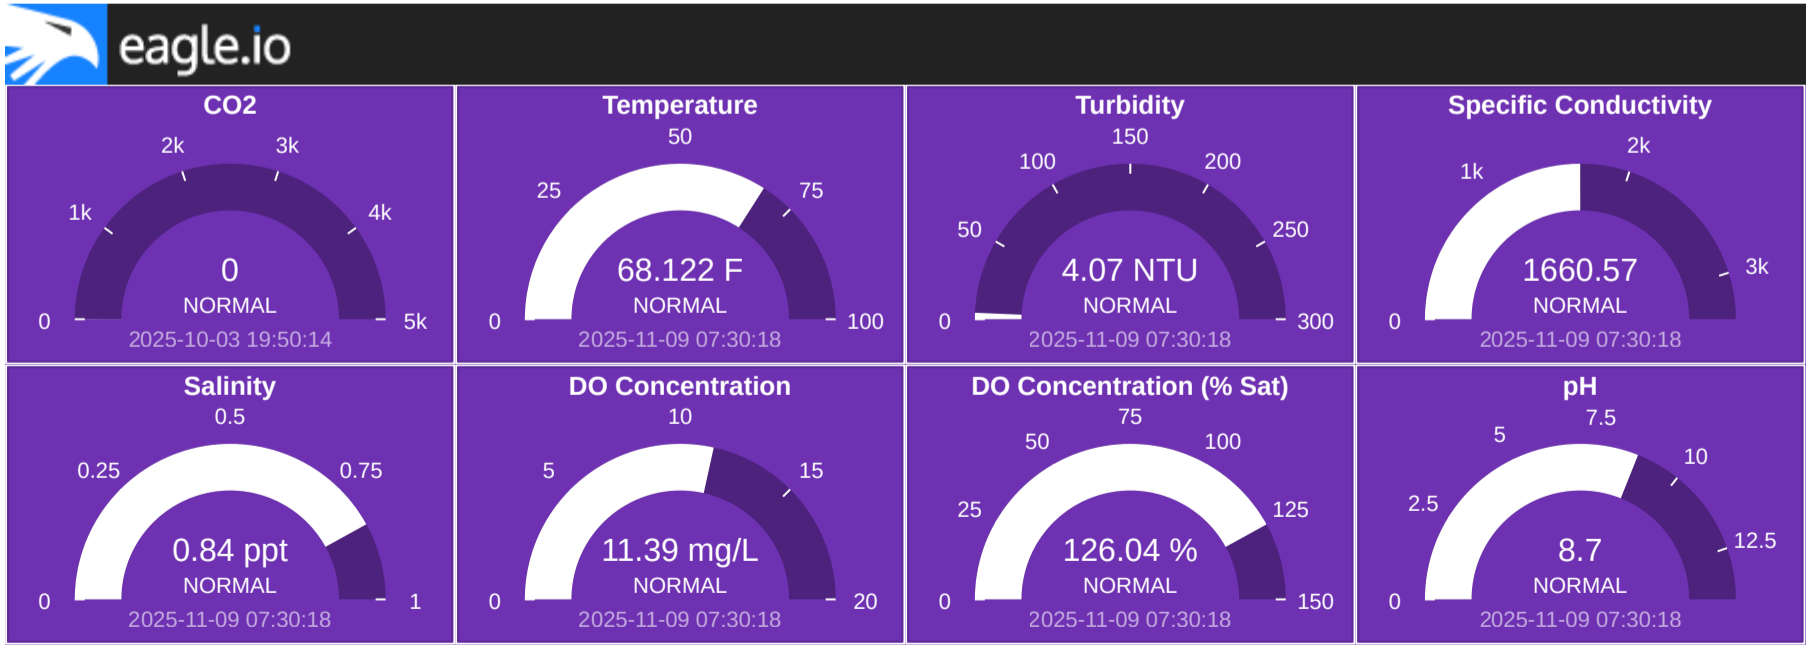 eagle.io
CO2
2k
3k
1k
4k
0
NORMAL
0
5k
2025-10-03 19:50:14
Temperature
50
25
75
68.122 F
NORMAL
0
100
2025-11-09 07:30:18
Turbidity
150
100
200
50
250
4.07 NTU
NORMAL
0
300
2025-11-09 07:30:18
Specific Conductivity
2k
1k
3k
1660.57
NORMAL
0
2025-11-09 07:30:18
Salinity
0.5
0.25
0.75
0.84 ppt
NORMAL
0
1
2025-11-09 07:30:18
DO Concentration
10
5
15
11.39 mg/L
NORMAL
0
20
2025-11-09 07:30:18
DO Concentration (% Sat)
75
50
100
25
125
126.04 %
NORMAL
0
150
2025-11-09 07:30:18
pH
7.5
5
10
2.5
12.5
8.7
NORMAL
0
2025-11-09 07:30:18